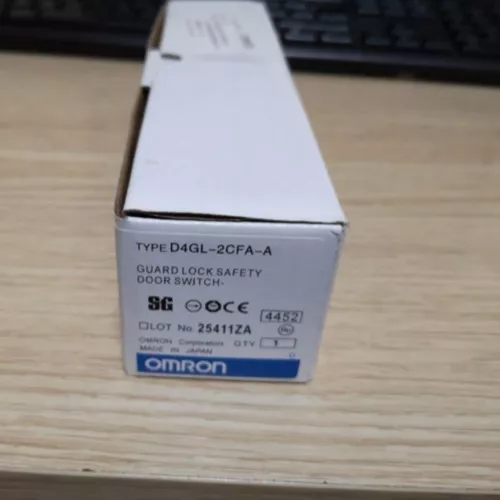 TYPE D4GL-2CFA-A
GUARD LOCK SAFETY
DOOR SWITCH-
SG CE 4452
LOT No. 25411ZA
OMRON Corporation QTY 1
MADE IN JAPAN
OMRON